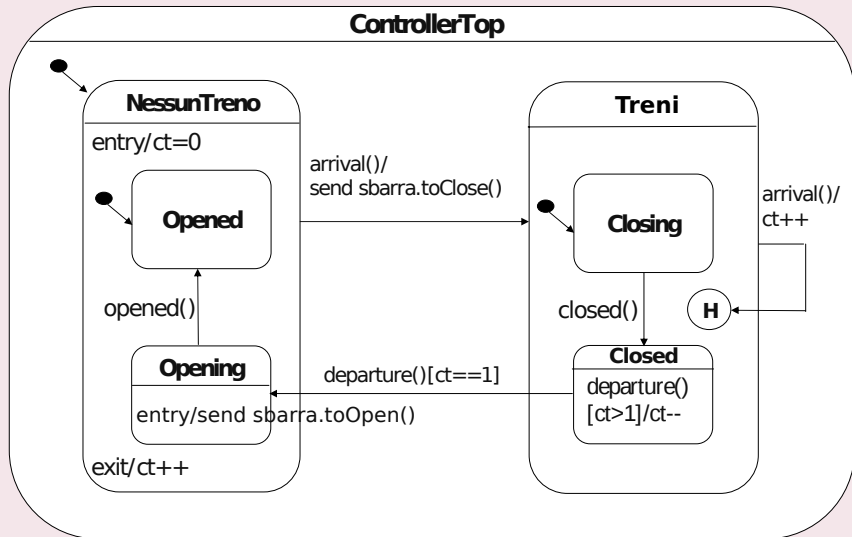 ControllerTop
NessunTreno
entry/ct=0
Opened
opened()
Opening
entry/send sbarra.toOpen()
exit/ct++
arrival()/
send sbarra.toClose()
departure()[ct==1]
Treni
Closing
closed()
H
Closed
departure()
[ct>1]/ct--
arrival()/
ct++